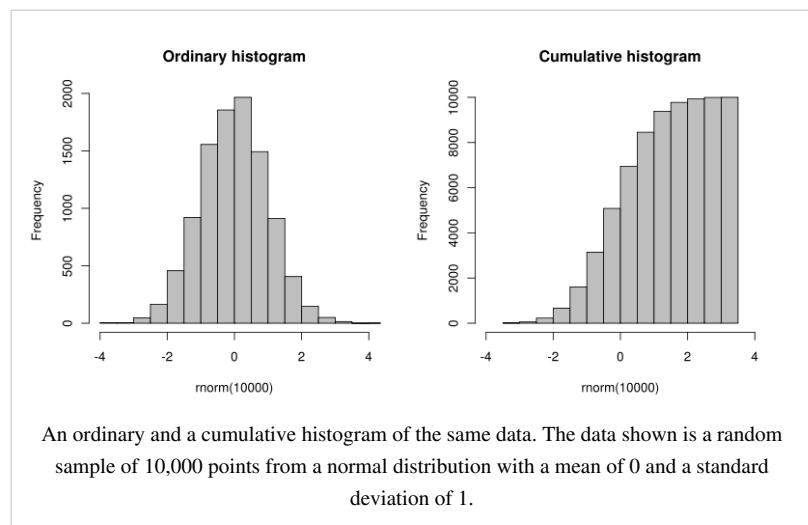 Ordinary histogram
Frequency
2000
1500
1000
500
0
-4 -2 0 2 4
rnorm(10000)
Cumulative histogram
Frequency
10000
8000
6000
4000
2000
0
-4 -2 0 2 4
rnorm(10000)
An ordinary and a cumulative histogram of the same data. The data shown is a random
sample of 10,000 points from a normal distribution with a mean of 0 and a standard
deviation of 1.